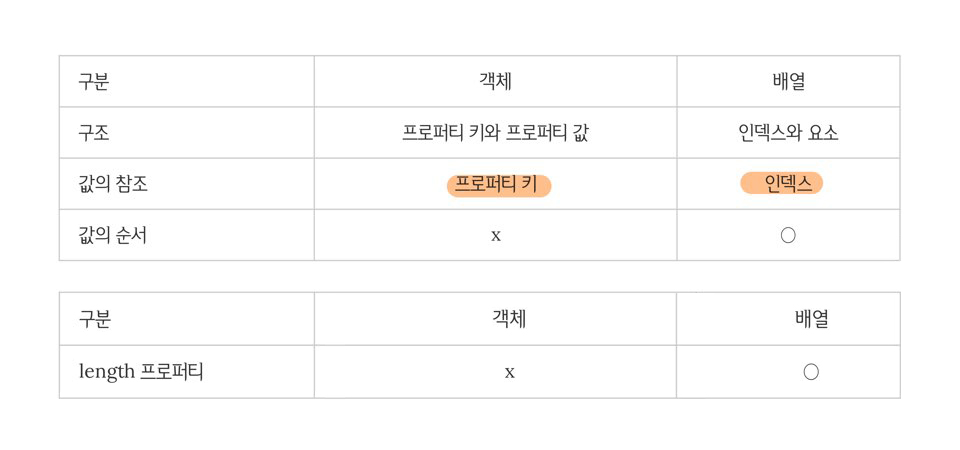 구분 객체 배열
구조 프로퍼티 키와 프로퍼티 값 인덱스와 요소
값의 참조 프로퍼티 키 인덱스
값의 순서 x ○
구분 객체 배열
length 프로퍼티 x ○